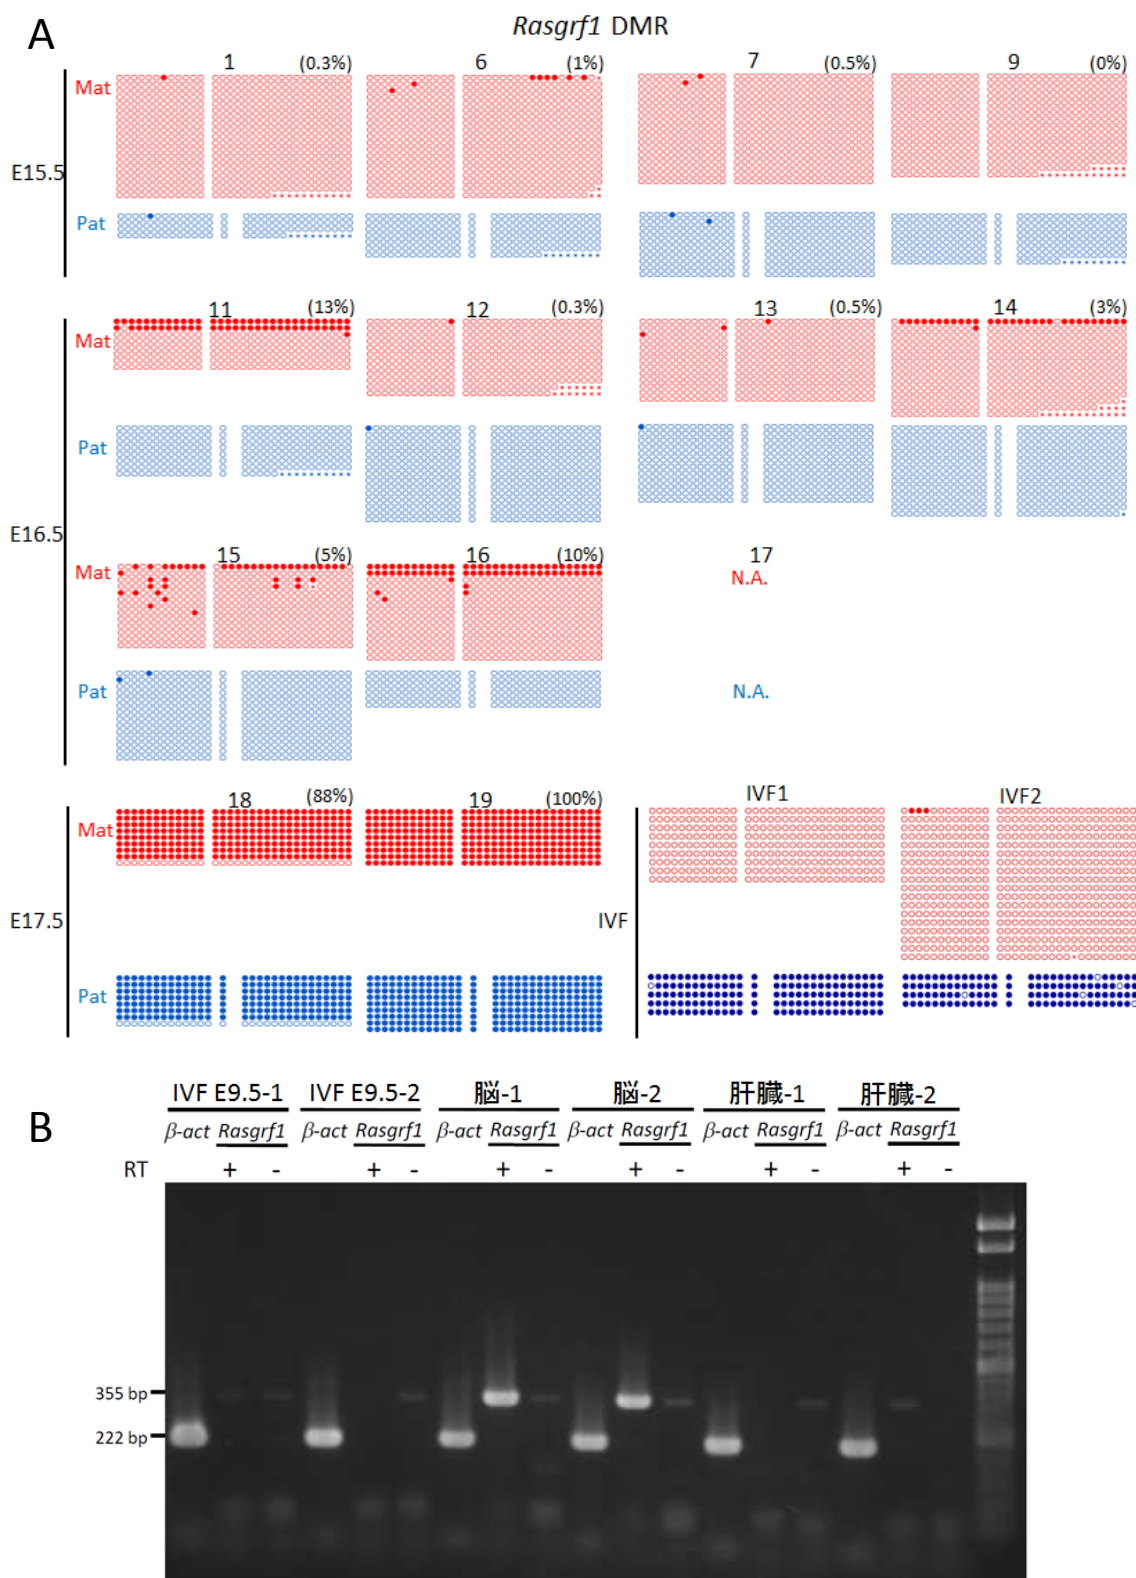 A
Rasgrf1 DMR
1 (0.3%) 6 (1%) 7 (0.5%) 9 (0%)
Mat
E15.5
Pat
11 (13%) 12 (0.3%) 13 (0.5%) 14 (3%)
Mat
Pat
E16.5
15 (5%) 16 (10%) 17
Mat N.A.
Pat N.A.
18 (88%) 19 (100%) IVF1 IVF2
Mat
E17.5 IVF
Pat
B
IVF E9.5-1 IVF E9.5-2 脳-1 脳-2 肝臓-1 肝臓-2
β-act Rasgrf1 β-act Rasgrf1 β-act Rasgrf1 β-act Rasgrf1 β-act Rasgrf1 β-act Rasgrf1
RT + - + - + - + - + - + -
355 bp
222 bp